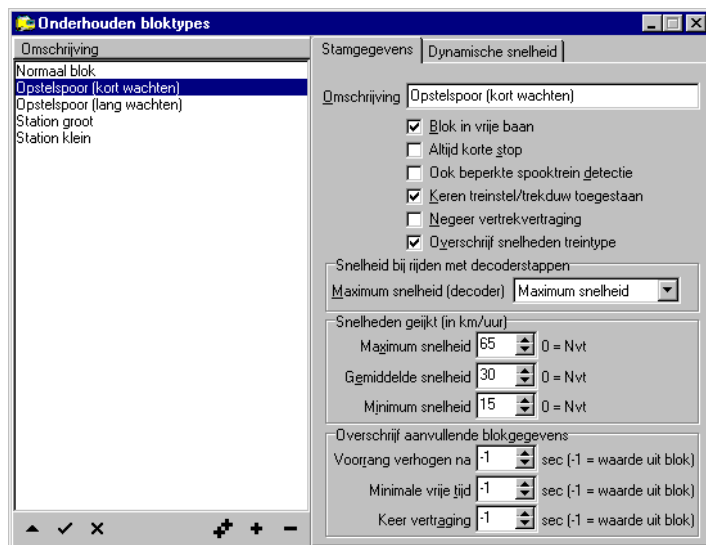 Onderhouden bloktypes
Omschrijving
Normaal blok
Opstelspoor (kort wachten)
Opstelspoor (lang wachten)
Station groot
Station klein
Stamgegevens Dynamische snelheid
Omschrijving Opstelspoor (kort wachten)
Blok in vrije baan
Altijd korte stop
Ook beperkte spooktrein detectie
Keren treinstel/trekduw toegestaan
Negeer vertrekvertraging
Overschrijf snelheden treintype
Snelheid bij rijden met decoderstappen
Maximum snelheid (decoder) Maximum snelheid
Snelheden geijkt (in km/uur)
Maximum snelheid 65 0 = Nvt
Gemiddelde snelheid 30 0 = Nvt
Minimum snelheid 15 0 = Nvt
Overschrijf aanvullende blokgegevens
Voorrang verhogen na -1 sec (-1 = waarde uit blok)
Minimale vrije tijd -1 sec (-1 = waarde uit blok)
Keer vertraging -1 sec (-1 = waarde uit blok)